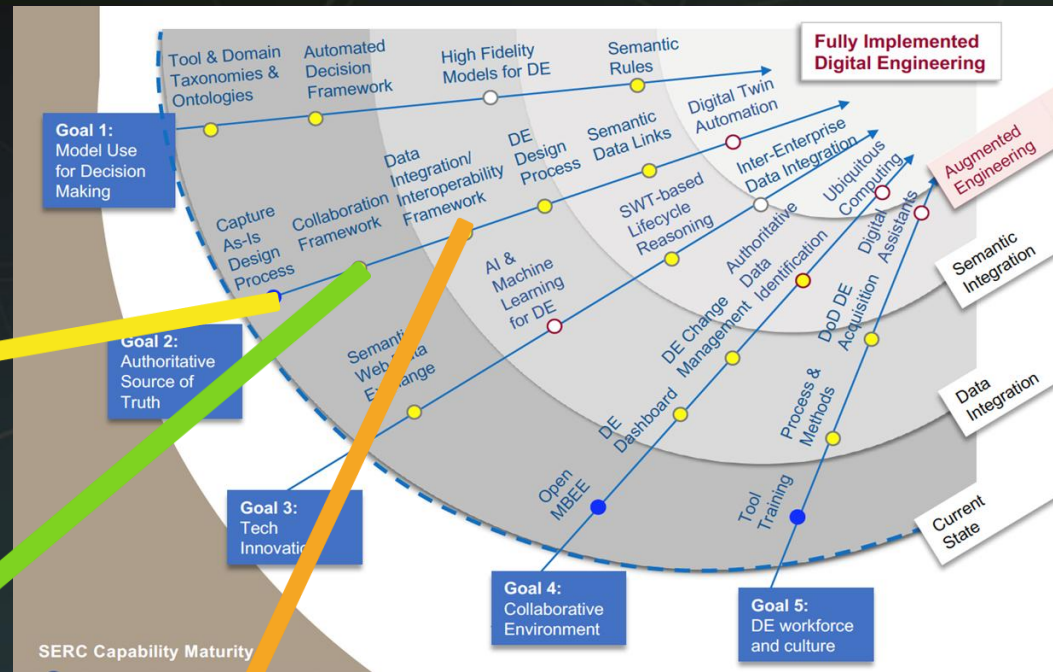 Fully Implemented
Digital Engineering
Augmented
Engineering
Semantic
Integration
Data
Integration
Current
State
Goal 1:
Model Use
for Decision
Making
Tool & Domain
Taxonomies &
Ontologies
Automated
Decision
Framework
High Fidelity
Models for DE
Semantic
Rules
Goal 2:
Authoritative
Source of
Truth
Capture
As-Is
Design
Process
Collaboration
Framework
Data
Integration/
Interoperability
Framework
DE
Design
Process
Semantic
Data Links
Digital Twin
Automation
Goal 3:
Tech
Innovation
Semantic
Web Data
Exchange
AI &
Machine
Learning
for DE
SWT-based
Lifecycle
Reasoning
Inter-Enterprise
Data Integration
Goal 4:
Collaborative
Environment
Open
MBEE
DE
Dashboard
DE Change
Management
Authoritative
Data
Identification
Ubiquitous
Computing
Goal 5:
DE workforce
and culture
Tool
Training
Process &
Methods
DoD DE
Acquisition
Digital
Assistants
SERC Capability Maturity